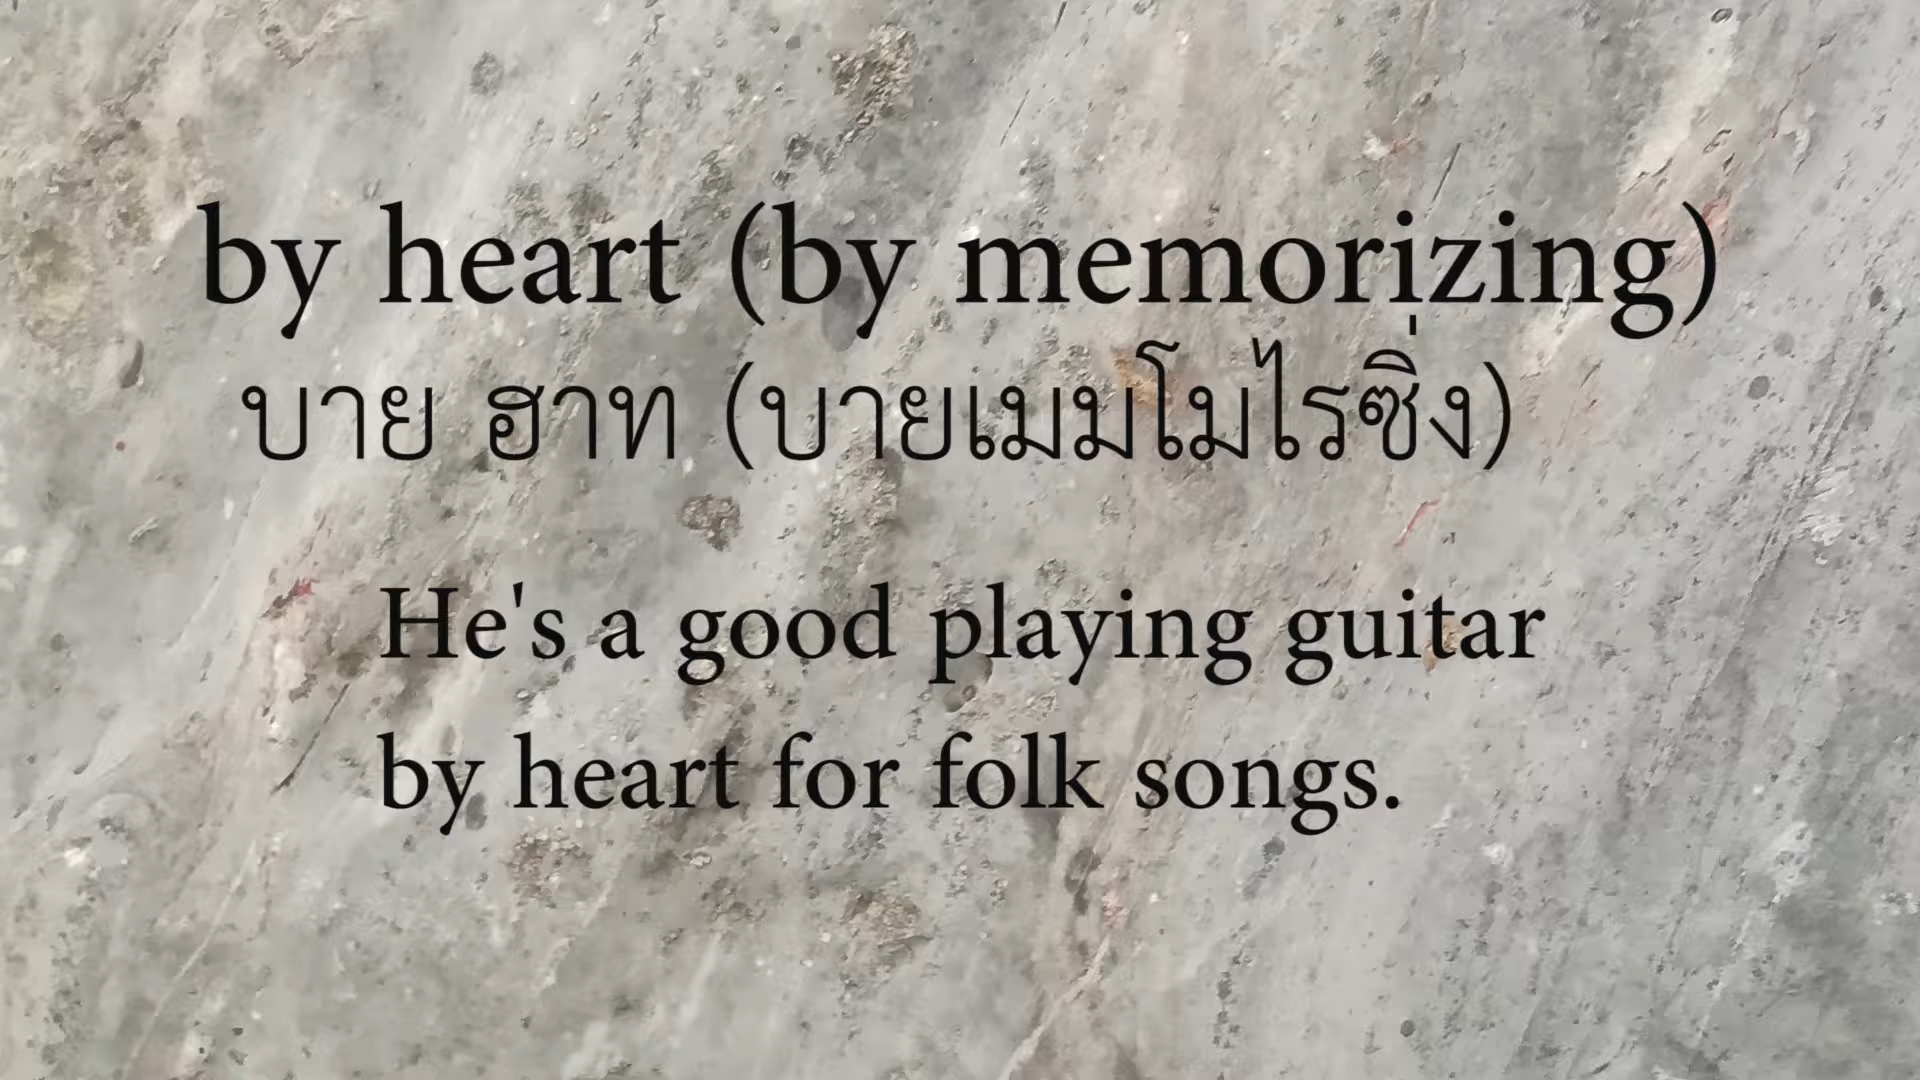 by heart (by memorizing)
บาย ฮาท (บายเมมโมไรซิ่ง)
He's a good playing guitar
by heart for folk songs.